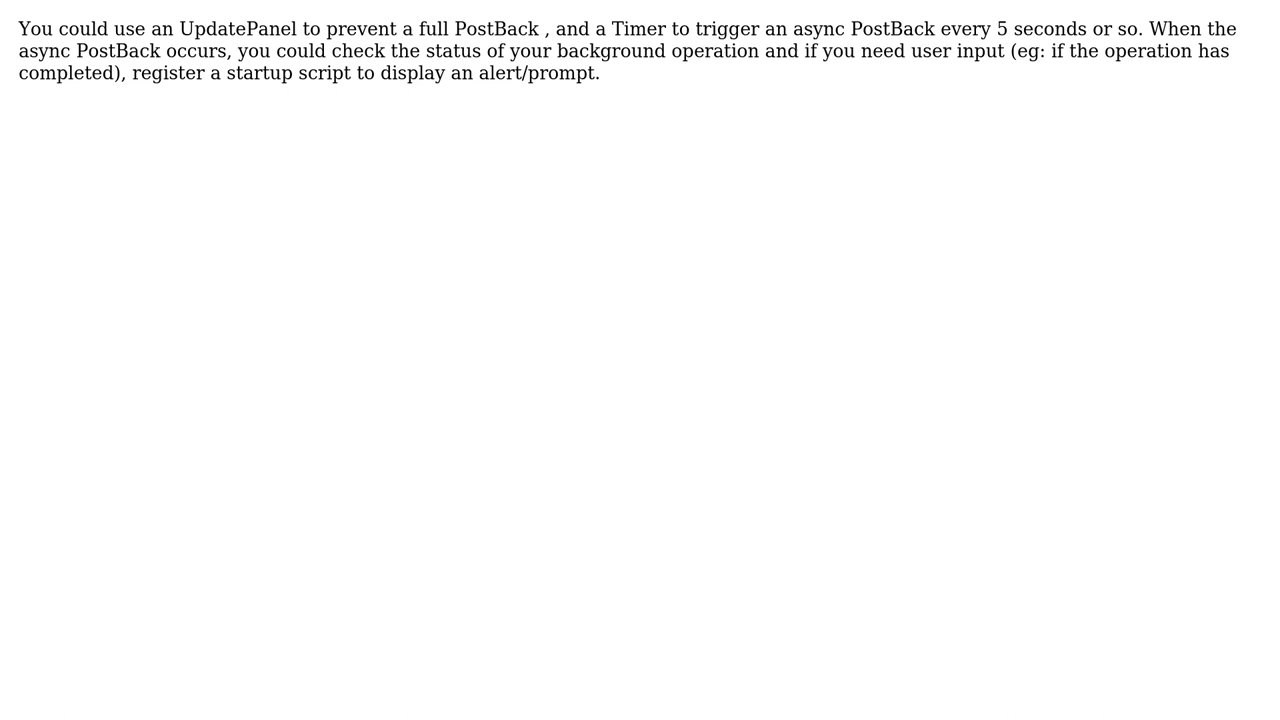 You could use an UpdatePanel to prevent a full PostBack , and a Timer to trigger an async PostBack every 5 seconds or so. When the
async PostBack occurs, you could check the status of your background operation and if you need user input (eg: if the operation has
completed), register a startup script to display an alert/prompt.